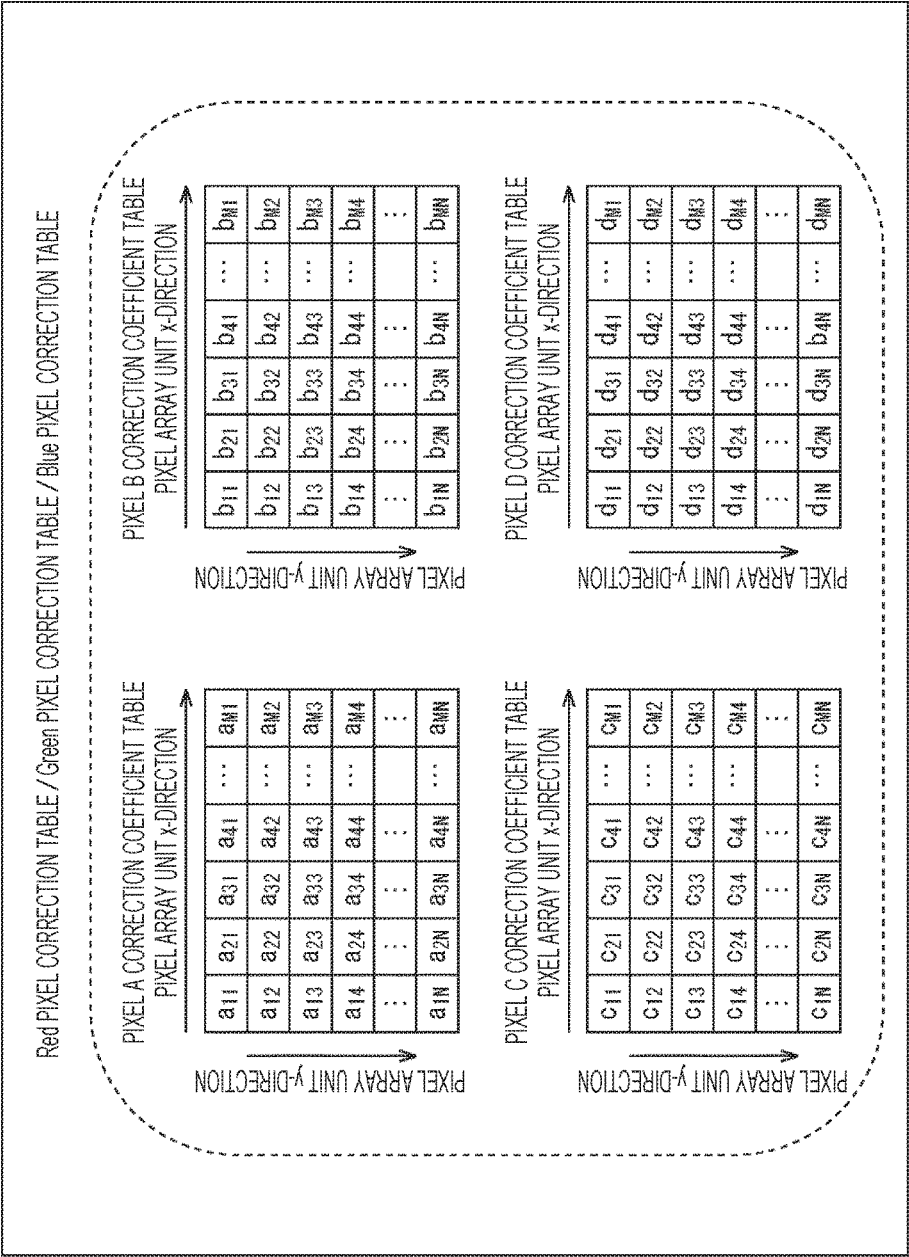 Red PIXEL CORRECTION TABLE / Green PIXEL CORRECTION TABLE / Blue PIXEL CORRECTION TABLE
PIXEL A CORRECTION COEFFICIENT TABLE
PIXEL ARRAY UNIT x-DIRECTION
PIXEL ARRAY UNIT y-DIRECTION
a11 a21 a31 a41 ... aM1
a12 a22 a32 a42 ... aM2
a13 a23 a33 a43 ... aM3
a14 a24 a34 a44 ... aM4
⋮ ⋮ ⋮ ⋮ ⋮
a1N a2N a3N a4N ... aMN
PIXEL B CORRECTION COEFFICIENT TABLE
PIXEL ARRAY UNIT x-DIRECTION
PIXEL ARRAY UNIT y-DIRECTION
b11 b21 b31 b41 ... bM1
b12 b22 b32 b42 ... bM2
b13 b23 b33 b43 ... bM3
b14 b24 b34 b44 ... bM4
⋮ ⋮ ⋮ ⋮ ⋮
b1N b2N b3N b4N ... bMN
PIXEL C CORRECTION COEFFICIENT TABLE
PIXEL ARRAY UNIT x-DIRECTION
PIXEL ARRAY UNIT y-DIRECTION
c11 c21 c31 c41 ... cM1
c12 c22 c32 c42 ... cM2
c13 c23 c33 c43 ... cM3
c14 c24 c34 c44 ... cM4
⋮ ⋮ ⋮ ⋮ ⋮
c1N c2N c3N c4N ... cMN
PIXEL D CORRECTION COEFFICIENT TABLE
PIXEL ARRAY UNIT x-DIRECTION
PIXEL ARRAY UNIT y-DIRECTION
d11 d21 d31 d41 ... dM1
d12 d22 d32 d42 ... dM2
d13 d23 d33 d43 ... dM3
d14 d24 d34 d44 ... dM4
⋮ ⋮ ⋮ ⋮ ⋮
d1N d2N d3N b4N ... dMN